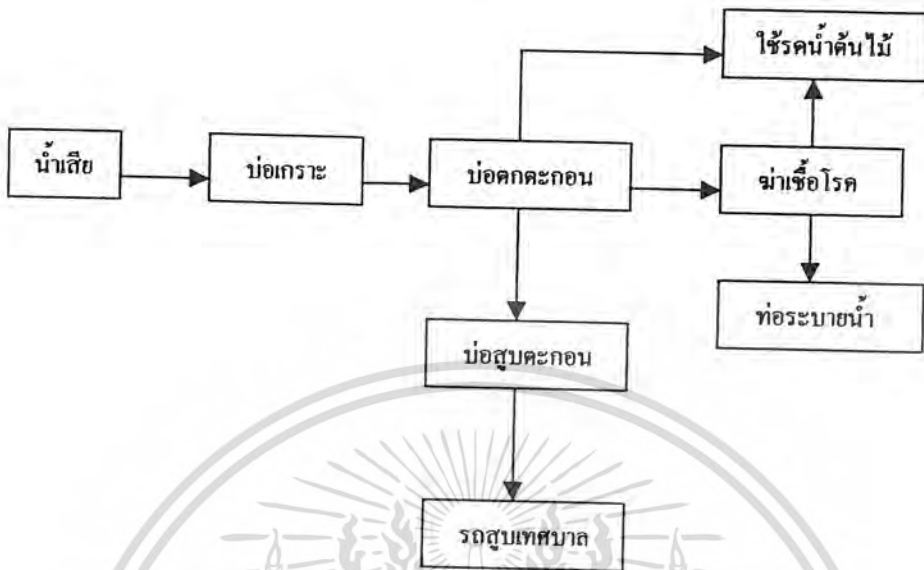 ใช้รดน้ำต้นไม้
น้ำเสีย
บ่อเกราะ
บ่อตกตะกอน
ฆ่าเชื้อโรค
ท่อระบายน้ำ
บ่อสูบตะกอน
รถสูบเทศบาล